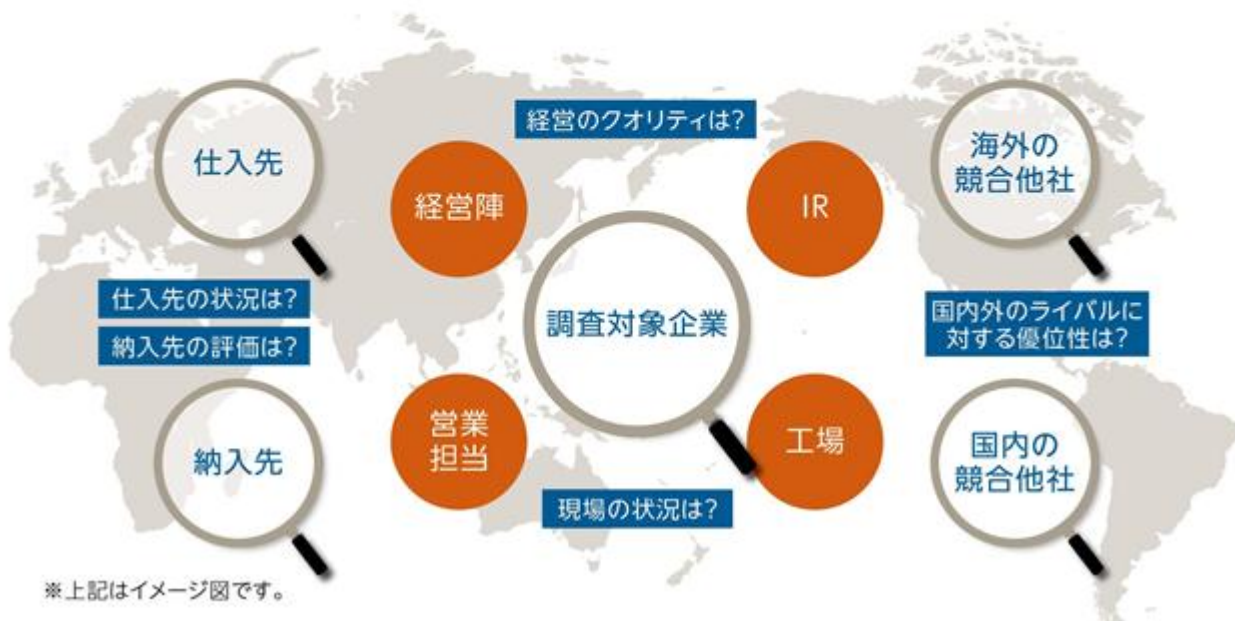 経営のクオリティは？
仕入先
経営陣
IR
海外の
競合他社
仕入先の状況は？
納入先の評価は？
調査対象企業
国内外のライバルに
対する優位性は？
納入先
営業
担当
工場
国内の
競合他社
現場の状況は？
※上記はイメージ図です。